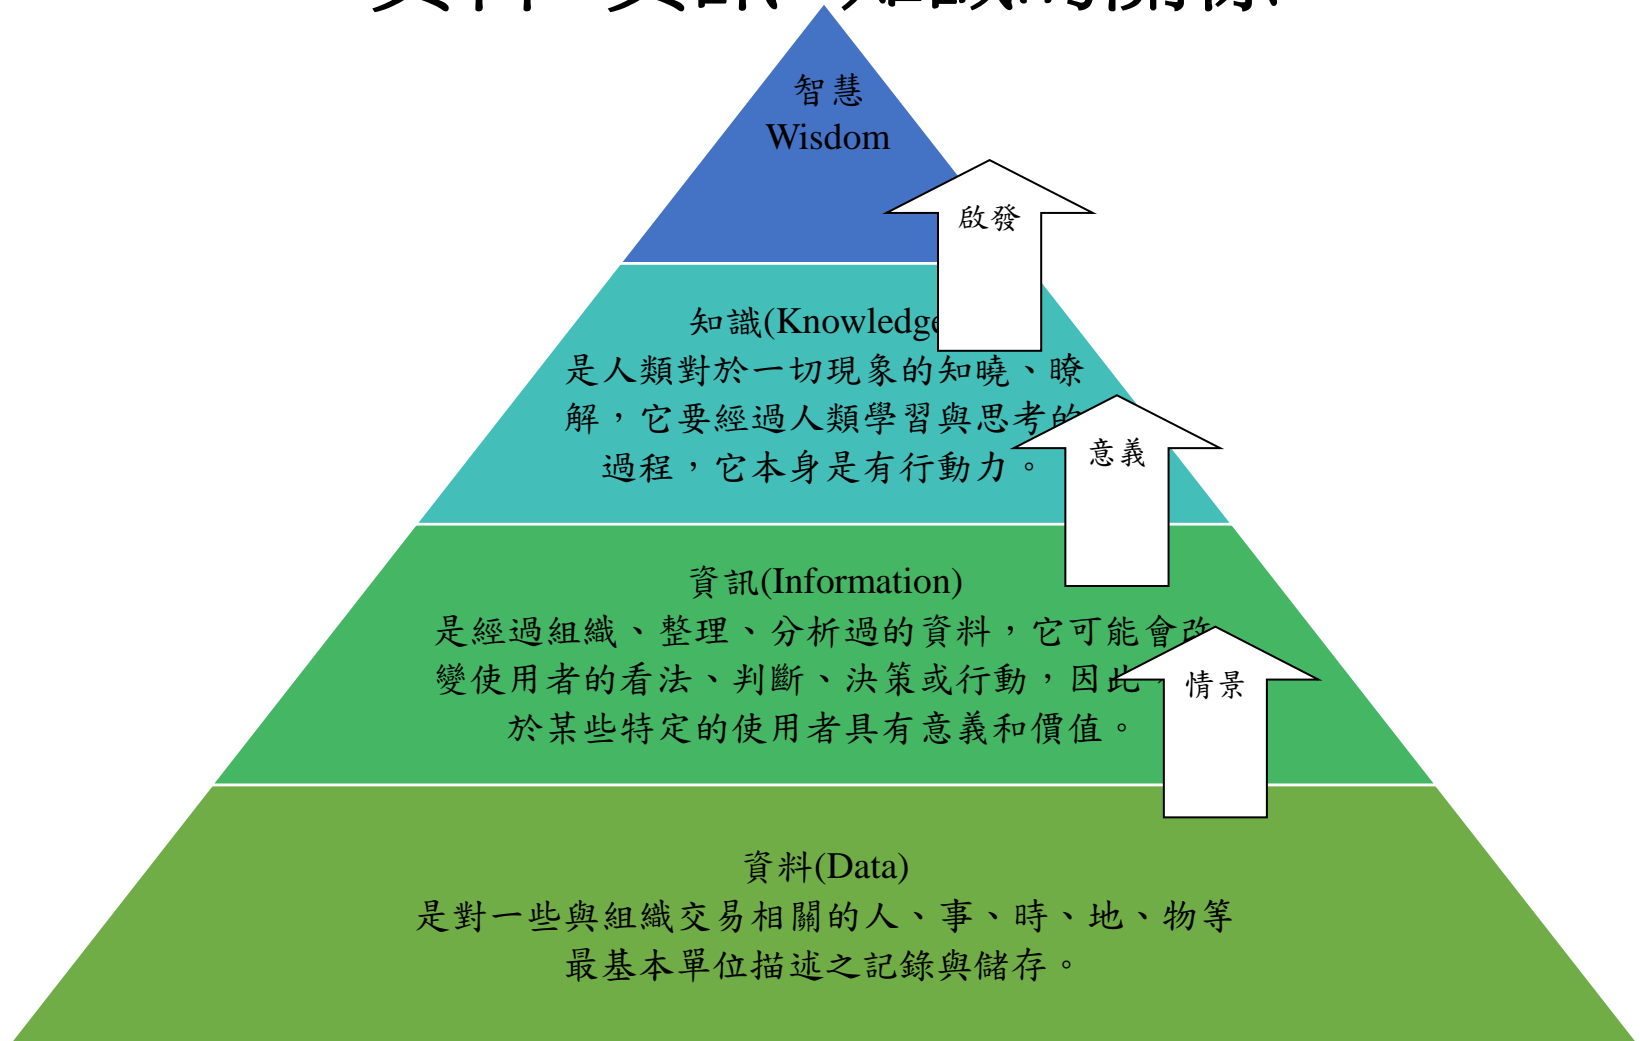 智慧
Wisdom
啟發
知識(Knowledge
是人類對於一切現象的知曉、瞭
解，它要經過人類學習與思考的
過程，它本身是有行動力。
意義
資訊(Information)
是經過組織、整理、分析過的資料，它可能會改
變使用者的看法、判斷、決策或行動，因此，
於某些特定的使用者具有意義和價值。
情景
資料(Data)
是對一些與組織交易相關的人、事、時、地、物等
最基本單位描述之記錄與儲存。